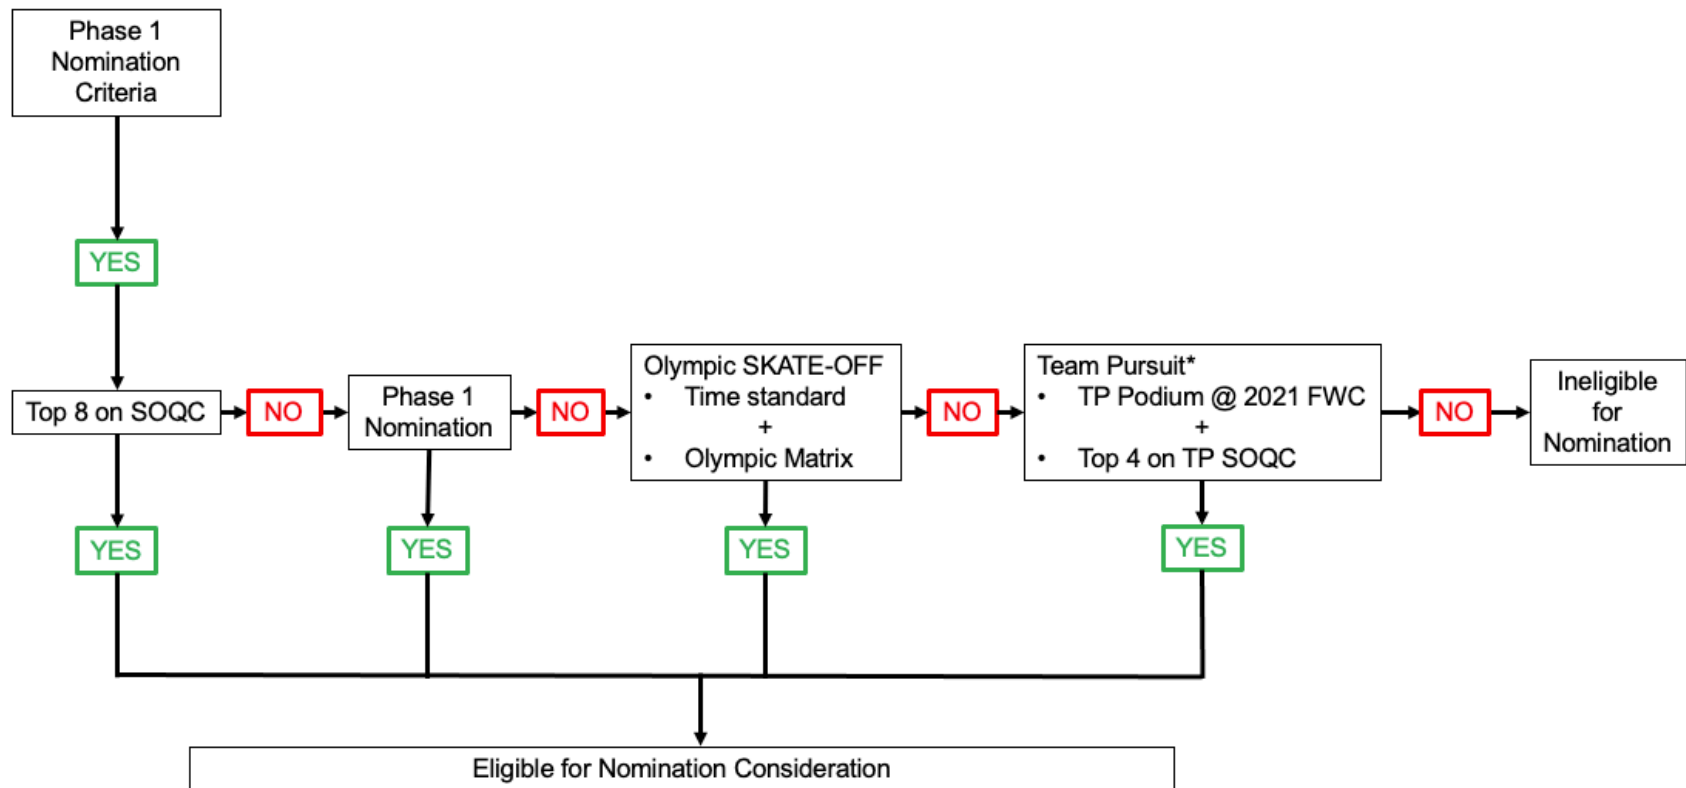 Phase 1
Nomination
Criteria
YES
Top 8 on SOQC
NO
Phase 1
Nomination
NO
Olympic SKATE-OFF
• Time standard
+
• Olympic Matrix
NO
Team Pursuit*
• TP Podium @ 2021 FWC
+
• Top 4 on TP SOQC
NO
Ineligible
for
Nomination
YES
YES
YES
YES
Eligible for Nomination Consideration